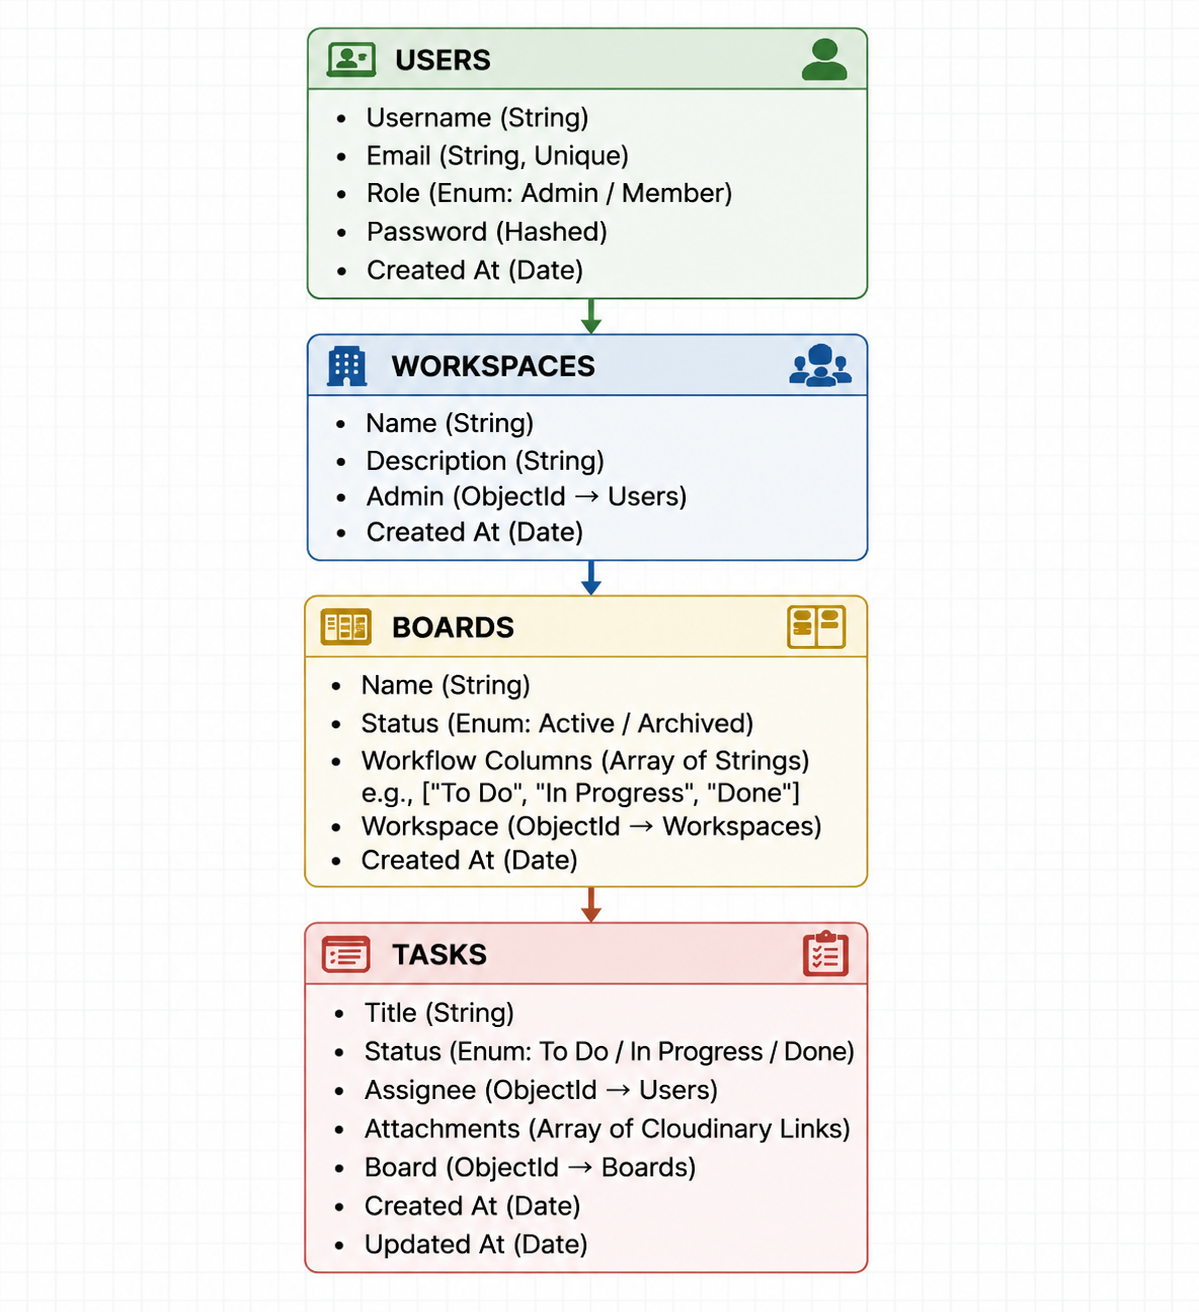 USERS
• Username (String)
• Email (String, Unique)
• Role (Enum: Admin / Member)
• Password (Hashed)
• Created At (Date)
WORKSPACES
• Name (String)
• Description (String)
• Admin (ObjectId → Users)
• Created At (Date)
BOARDS
• Name (String)
• Status (Enum: Active / Archived)
• Workflow Columns (Array of Strings)
e.g., ["To Do", "In Progress", "Done"]
• Workspace (ObjectId → Workspaces)
• Created At (Date)
TASKS
• Title (String)
• Status (Enum: To Do / In Progress / Done)
• Assignee (ObjectId → Users)
• Attachments (Array of Cloudinary Links)
• Board (ObjectId → Boards)
• Created At (Date)
• Updated At (Date)